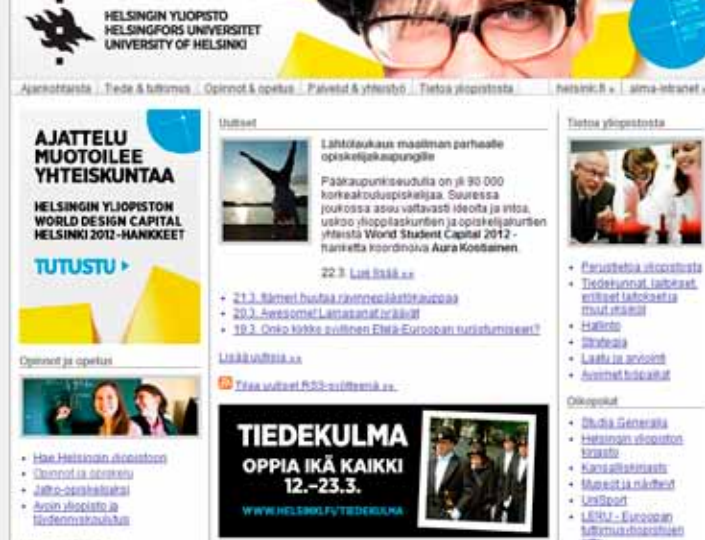 HELSINGIN YLIOPISTO
HELSINGFORS UNIVERSITET
UNIVERSITY OF HELSINKI
Ajankohtaista
Tiede & tutkimus
Opinnot & opetus
Palvelut & yhteistyö
Tietoa yliopistosta
helsinki.fi »
alma-intranet
AJATTELU
MUOTOILEE
YHTEISKUNTAA
HELSINGIN YLIOPISTON
WORLD DESIGN CAPITAL
HELSINKI 2012-HANKKEET
TUTUSTU
Opinnot ja opetus
Hae Helsingin yliopistoon
Opinnot ja opiskelu
Jatko-opiskelijaksi
Avoin yliopisto ja
täydennyskoulutus
Uutiset
Lähtölaukaus maailman parhaalle
opiskelijakaupungille
Pääkaupunkiseudulla on yli 90 000
korkeakouluopiskelijaa. Suuressa
joukossa asuu valtavasti ideoita ja intoa,
uskoo ylioppilaskuntien ja opiskelijakuntien
yhteistä World Student Capital 2012 -
hanketta koordinoiva Aura Kostiainen.
22.3. Lue lisää »
21.3. Itämeri huutaa ravinnepäästökauppaa
20.3. Awesome! Lainasanat jyräävät
19.3. Onko kirkko syyllinen Etelä-Euroopan rustumiseen?
Lisää uutisia »
Tilaa uutiset RSS-syötteenä »
TIEDEKULMA
OPPIA IKÄ KAIKKI
12.–23.3.
WWW.HELSINKI.FI/TIEDEKULMA
Tietoa yliopistosta
Perustietoa yliopistosta
Tiedekunnat, laitokset,
erilliset laitokset ja
muut yksiköt
Hallinto
Strategia
Laatu ja arviointi
Avoimet työpaikat
Oikopolut
Studia Generalia
Helsingin yliopiston
kirjasto
Kansalliskirjasto
Museot ja näyttelyt
UniSport
LERU - Euroopan
tutkimusyliopistojen